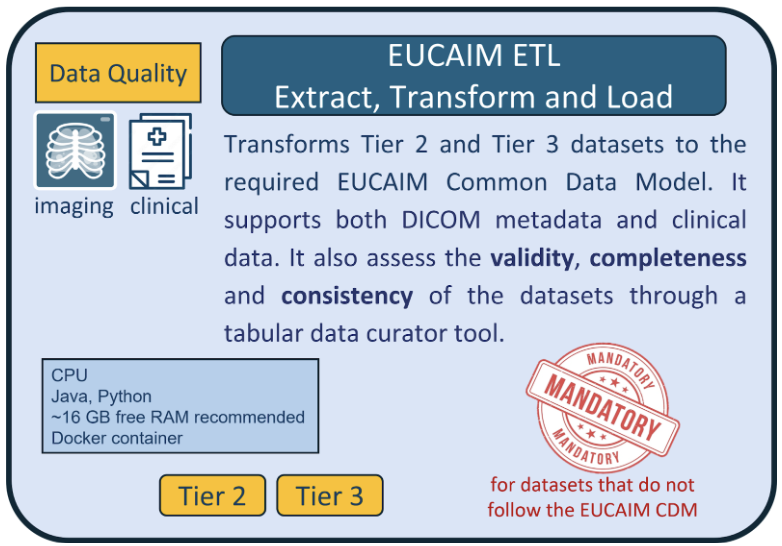 Data Quality
imaging
clinical
EUCAIM ETL
Extract, Transform and Load
Transforms Tier 2 and Tier 3 datasets to the
required EUCAIM Common Data Model. It
supports both DICOM metadata and clinical
data. It also assess the validity, completeness
and consistency of the datasets through a
tabular data curator tool.
CPU
Java, Python
~16 GB free RAM recommended
Docker container
MANDATORY
MANDATORY
MANDATORY
for datasets that do not
follow the EUCAIM CDM
Tier 2
Tier 3